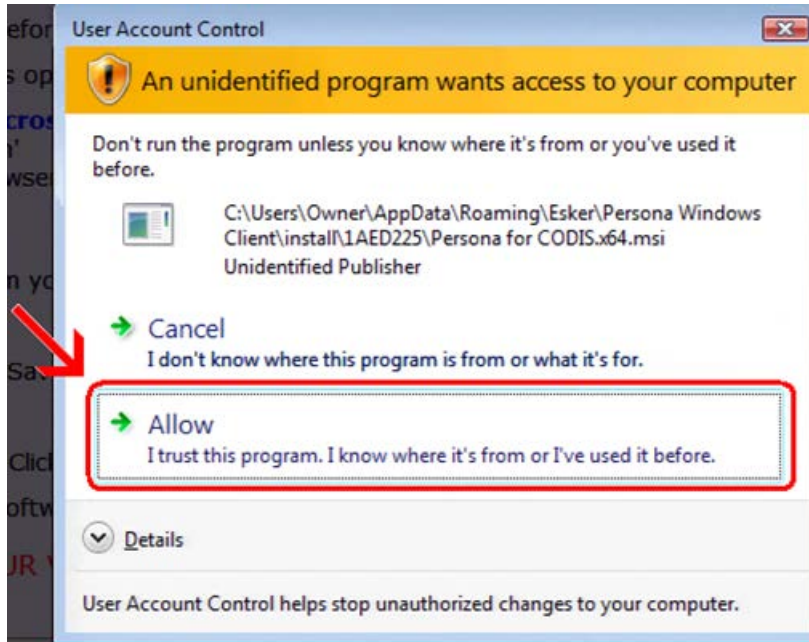 User Account Control
An unidentified program wants access to your computer
Don't run the program unless you know where it's from or you've used it
before.
C:\Users\Owner\AppData\Roaming\Esker\Persona Windows
Client\install\1AED225\Persona for CODIS.x64.msi
Unidentified Publisher
Cancel
I don't know where this program is from or what it's for.
Allow
I trust this program. I know where it's from or I've used it before.
Details
User Account Control helps stop unauthorized changes to your computer.